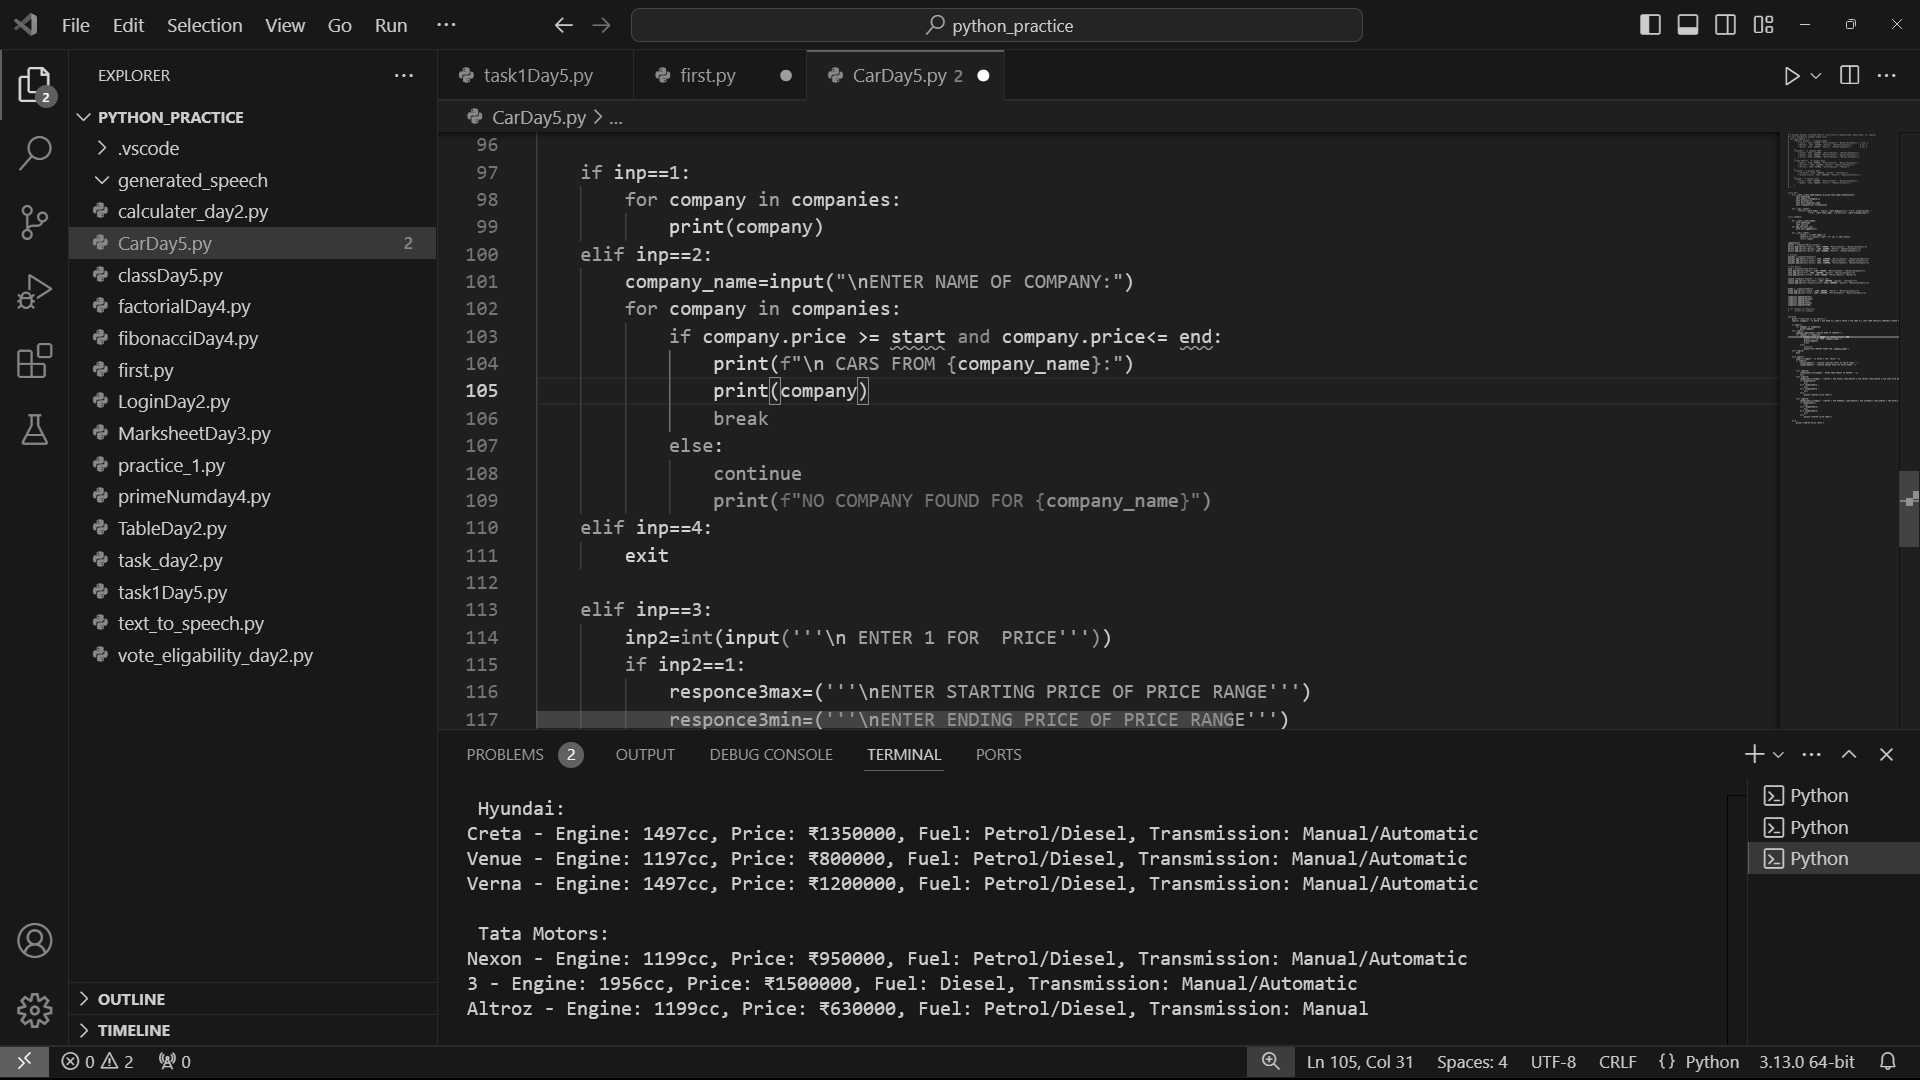 File Edit Selection View Go Run ···
python_practice
EXPLORER
2
PYTHON_PRACTICE
.vscode
generated_speech
calculater_day2.py
CarDay5.py 2
classDay5.py
factorialDay4.py
fibonacciDay4.py
first.py
LoginDay2.py
MarksheetDay3.py
practice_1.py
primeNumday4.py
TableDay2.py
task_day2.py
task1Day5.py
text_to_speech.py
vote_eligability_day2.py
OUTLINE
TIMELINE
task1Day5.py first.py CarDay5.py 2
CarDay5.py > ...
96
97 if inp==1:
98 for company in companies:
99 print(company)
100 elif inp==2:
101 company_name=input("\nENTER NAME OF COMPANY:")
102 for company in companies:
103 if company.price >= start and company.price<= end:
104 print(f"\n CARS FROM {company_name}:")
105 print(company)
106 break
107 else:
108 continue
109 print(f"NO COMPANY FOUND FOR {company_name}")
110 elif inp==4:
111 exit
112
113 elif inp==3:
114 inp2=int(input('''\n ENTER 1 FOR  PRICE'''))
115 if inp2==1:
116 responce3max=('''\nENTER STARTING PRICE OF PRICE RANGE''')
117 responce3min=('''\nENTER ENDING PRICE OF PRICE RANGE''')
PROBLEMS 2 OUTPUT DEBUG CONSOLE TERMINAL PORTS
Hyundai:
Creta - Engine: 1497cc, Price: ₹1350000, Fuel: Petrol/Diesel, Transmission: Manual/Automatic
Venue - Engine: 1197cc, Price: ₹800000, Fuel: Petrol/Diesel, Transmission: Manual/Automatic
Verna - Engine: 1497cc, Price: ₹1200000, Fuel: Petrol/Diesel, Transmission: Manual/Automatic
Tata Motors:
Nexon - Engine: 1199cc, Price: ₹950000, Fuel: Petrol/Diesel, Transmission: Manual/Automatic
3 - Engine: 1956cc, Price: ₹1500000, Fuel: Diesel, Transmission: Manual/Automatic
Altroz - Engine: 1199cc, Price: ₹630000, Fuel: Petrol/Diesel, Transmission: Manual
Python
Python
Python
0 2 0
Ln 105, Col 31 Spaces: 4 UTF-8 CRLF {} Python 3.13.0 64-bit